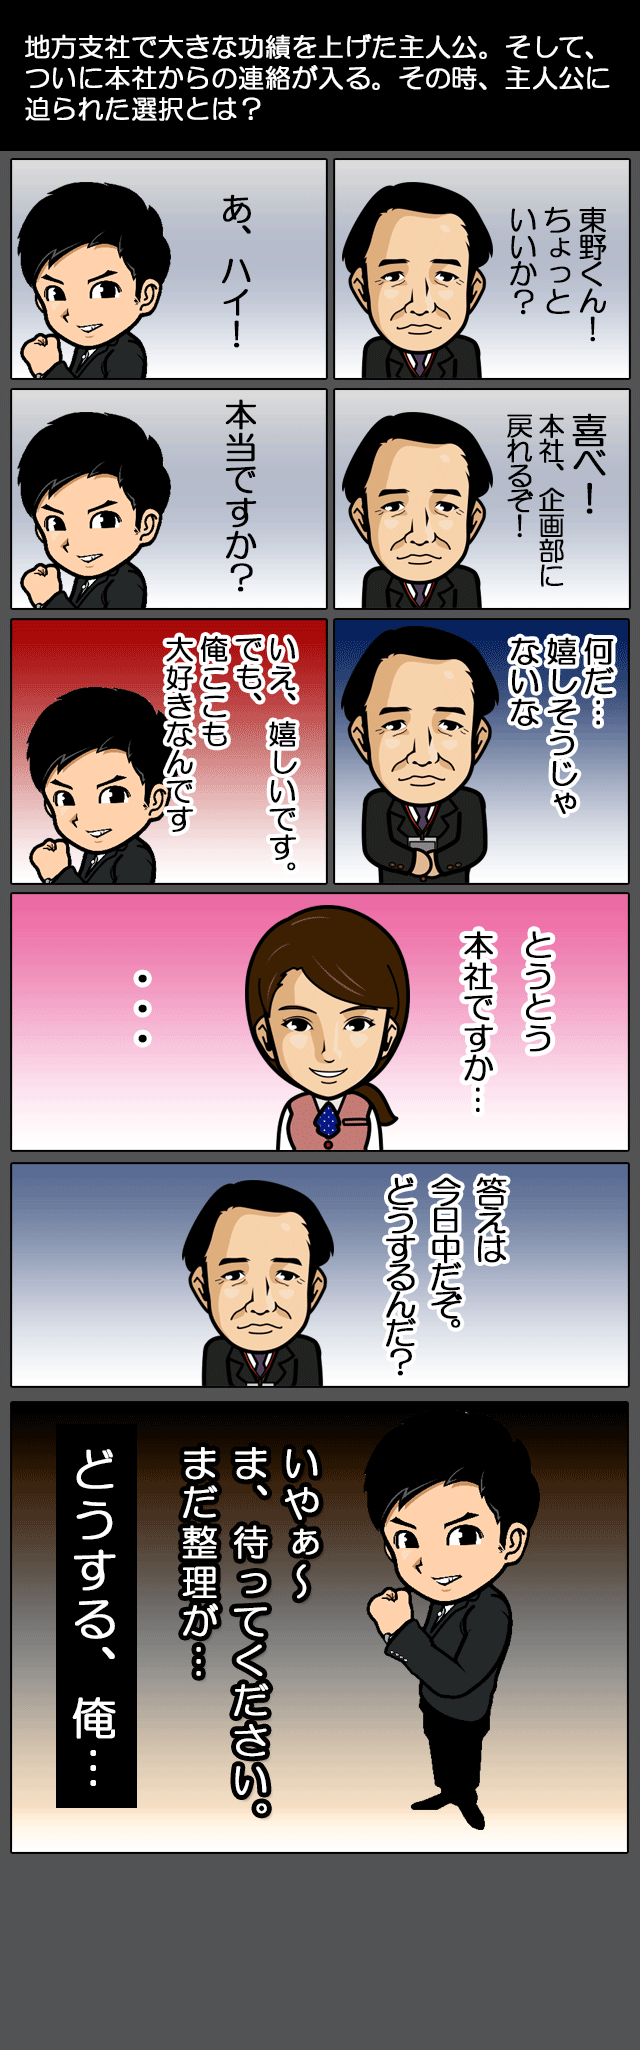 地方支社で大きな功績を上げた主人公。そして、
ついに本社からの連絡が入る。その時、主人公に
迫られた選択とは？
東野くん！
ちょっと
いいか？
あ、ハイ！
喜べ！
本社、企画部に
戻れるぞ！
本当ですか？
何だ…
嬉しそうじゃ
ないな
いえ、嬉しいです。
でも、
俺ここも
大好きなんです
とうとう
本社ですか…
・・・
答えは
今日中だぞ。
どうするんだ？
いやぁ～
ま、待ってください。
まだ整理が…
どうする、俺…